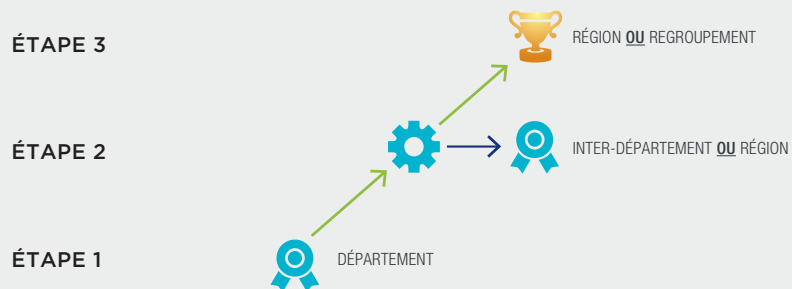 ÉTAPE 3
RÉGION OU REGROUPEMENT
ÉTAPE 2
INTER-DÉPARTEMENT OU RÉGION
ÉTAPE 1
DÉPARTEMENT